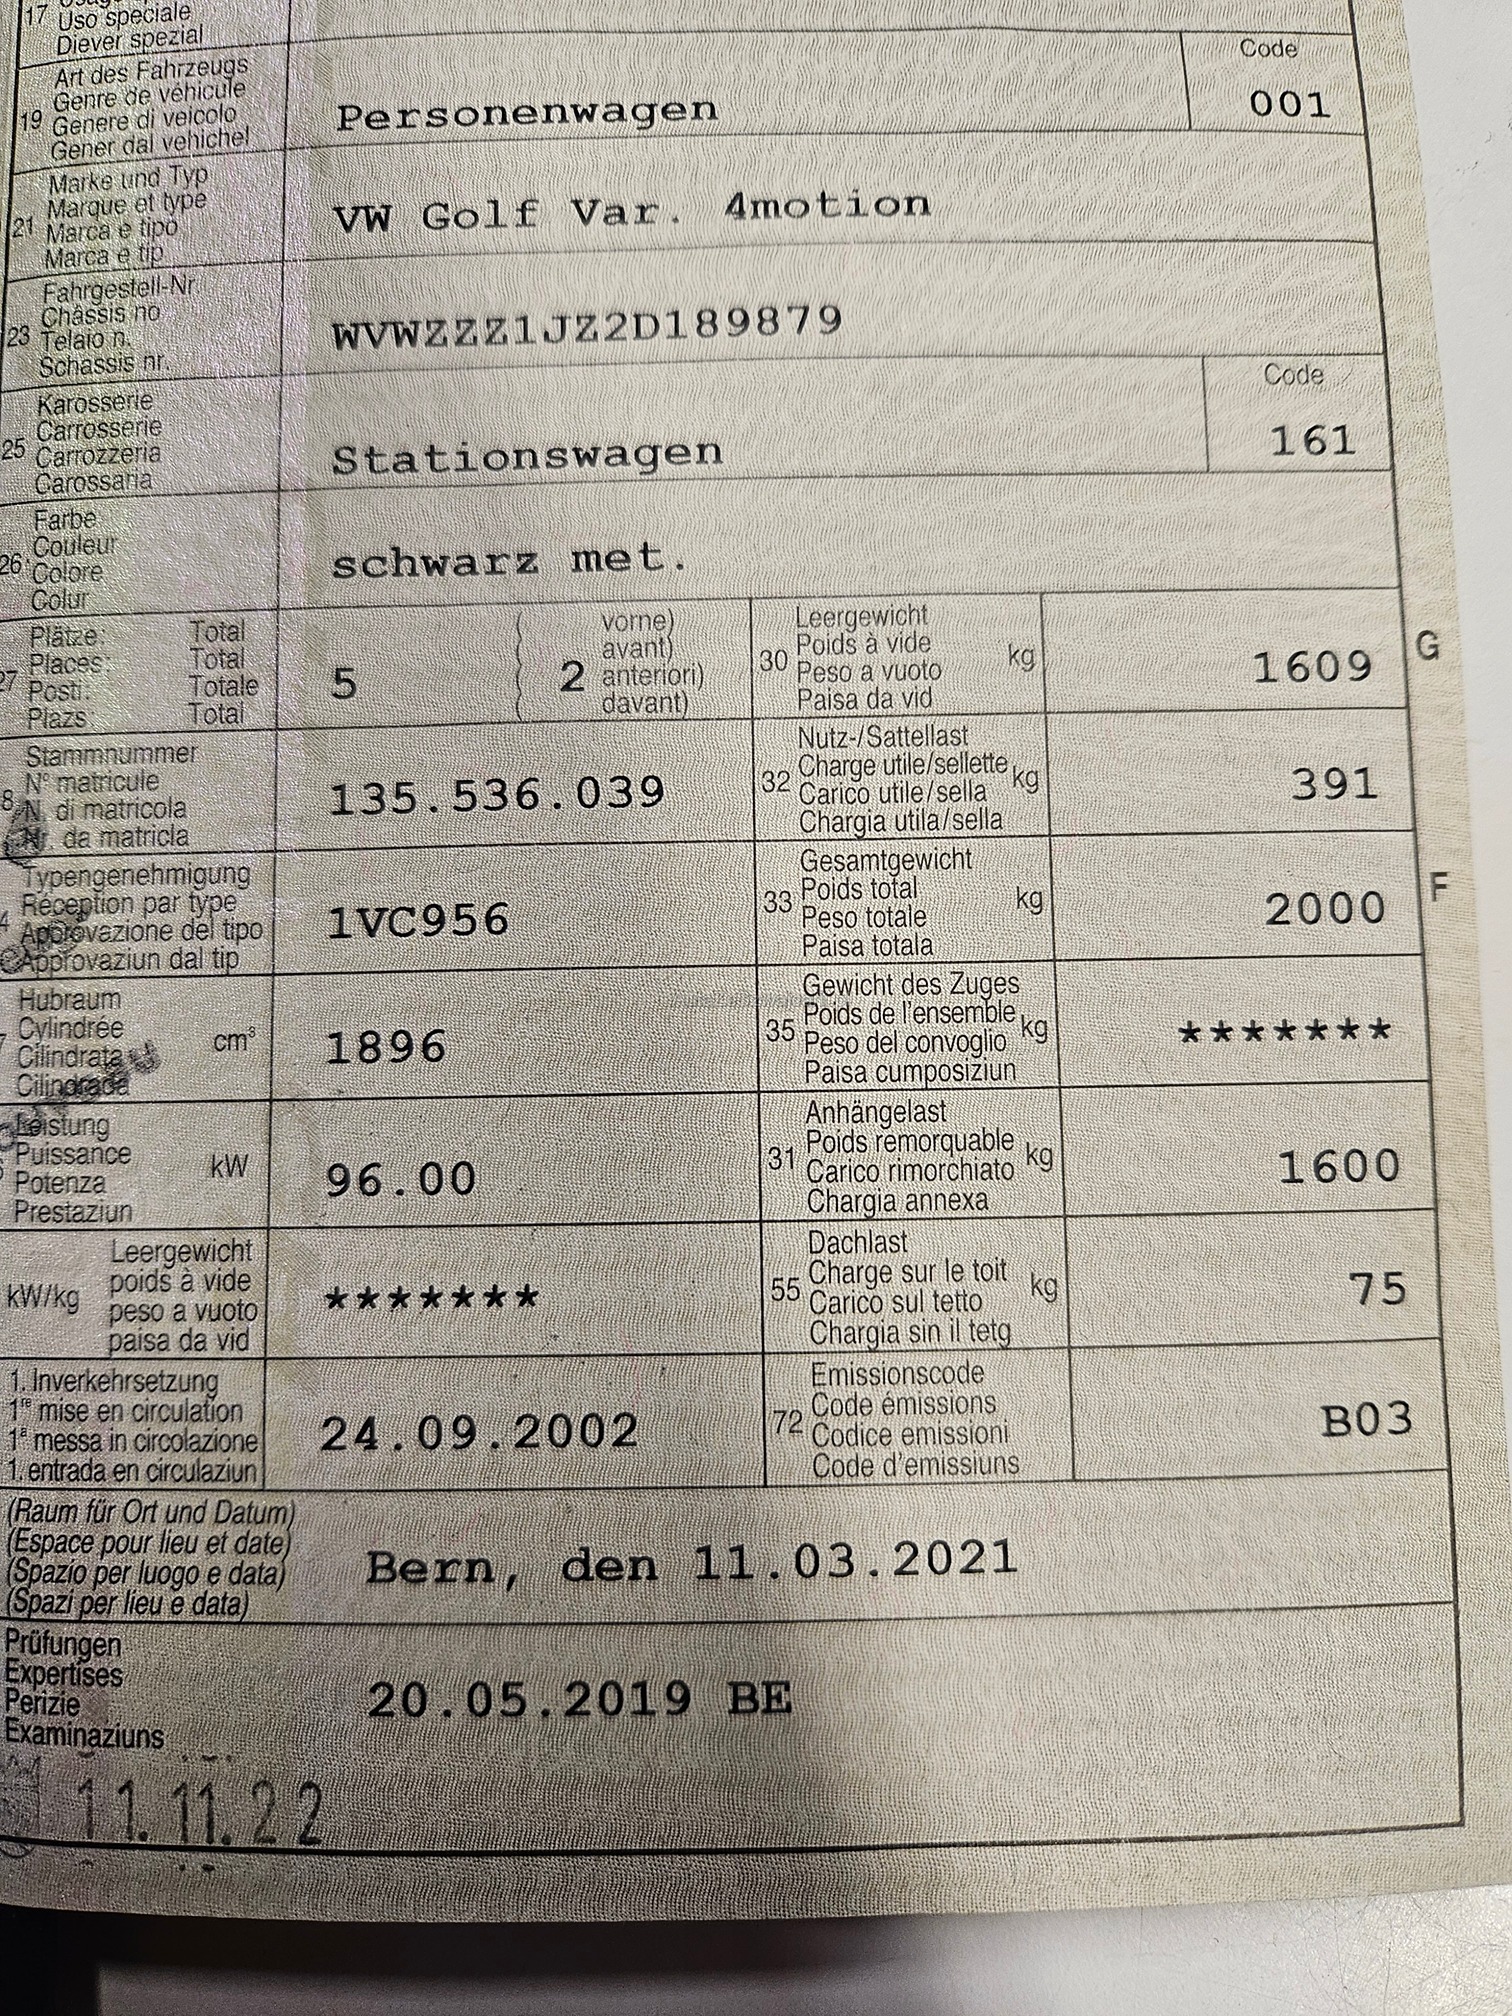 17 Uso speciale
Diever spezial
Art des Fahrzeugs
Genre de véhicule
19 Genere di veicolo
Gener dal vehichel
Personenwagen
Code
001
Marke und Typ
Marque et type
21 Marca e tipo
Marca e tip
VW Golf Var. 4motion
Fahrgestell-Nr.
Châssis no
23 Telaio n.
Schassis nr.
WVWZZZ1JZ2D189879
Karosserie
Carrosserie
25 Carrozzeria
Carossaria
Stationswagen
Code
161
Farbe
Couleur
26 Colore
Colur
schwarz met.
Plätze: Total
Places: Total
27 Posti: Totale
Plazs Total
5
(2 vorne)
avant)
anteriori)
davant)
Leergewicht
30 Poids à vide kg
Peso a vuoto
Paisa da vid
1609 G
Stammnummer
N° matricule
8 N. di matricola
Nr. da matricla
135.536.039
Nutz-/Sattellast
32 Charge utile/sellette kg
Carico utile/sella
Chargia utila/sella
391
Typengenehmigung
Réception par type
4 Approvazione del tipo
Approvaziun dal tip
1VC956
Gesamtgewicht
33 Poids total kg
Peso totale
Paisa totala
2000 F
Hubraum
Cylindrée cm³
Cilindrata
Cilindrada
1896
Gewicht des Zuges
35 Poids de l'ensemble kg
Peso del convoglio
Paisa cumposiziun
*******
Leistung
Puissance kW
Potenza
Prestaziun
96.00
Anhängelast
31 Poids remorquable kg
Carico rimorchiato
Chargia annexa
1600
Leergewicht
kW/kg poids à vide
peso a vuoto
paisa da vid
*******
Dachlast
55 Charge sur le toit kg
Carico sul tetto
Chargia sin il tetg
75
1. Inverkehrsetzung
1re mise en circulation
1a messa in circolazione
1. entrada en circulaziun
24.09.2002
Emissionscode
72 Code émissions
Codice emissioni
Code d'emissiuns
B03
(Raum für Ort und Datum)
(Espace pour lieu et date)
(Spazio per luogo e data)
(Spazi per lieu e data)
Bern, den 11.03.2021
Prüfungen
Expertises
Perizie
Examinaziuns
20.05.2019 BE
11.11.22